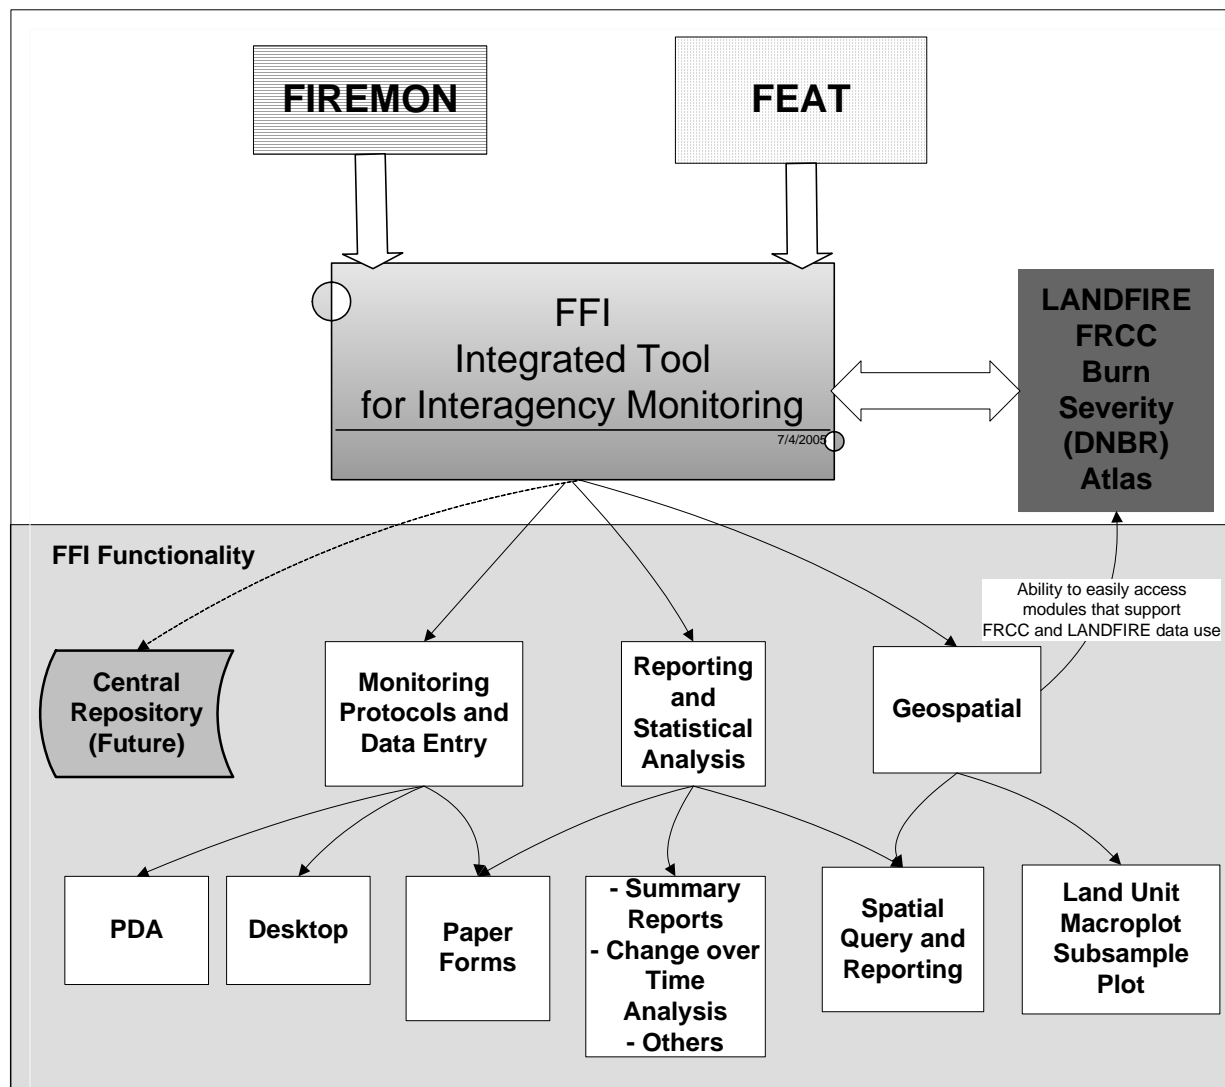 FIREMON
FEAT
FFI
Integrated Tool
for Interagency Monitoring
7/4/2005
LANDFIRE
FRCC
Burn
Severity
(DNBR)
Atlas
FFI Functionality
Ability to easily access
modules that support
FRCC and LANDFIRE data use
Central
Repository
(Future)
Monitoring
Protocols and
Data Entry
Reporting
and
Statistical
Analysis
Geospatial
PDA
Desktop
Paper
Forms
- Summary
Reports
- Change over
Time
Analysis
- Others
Spatial
Query and
Reporting
Land Unit
Macroplot
Subsample
Plot